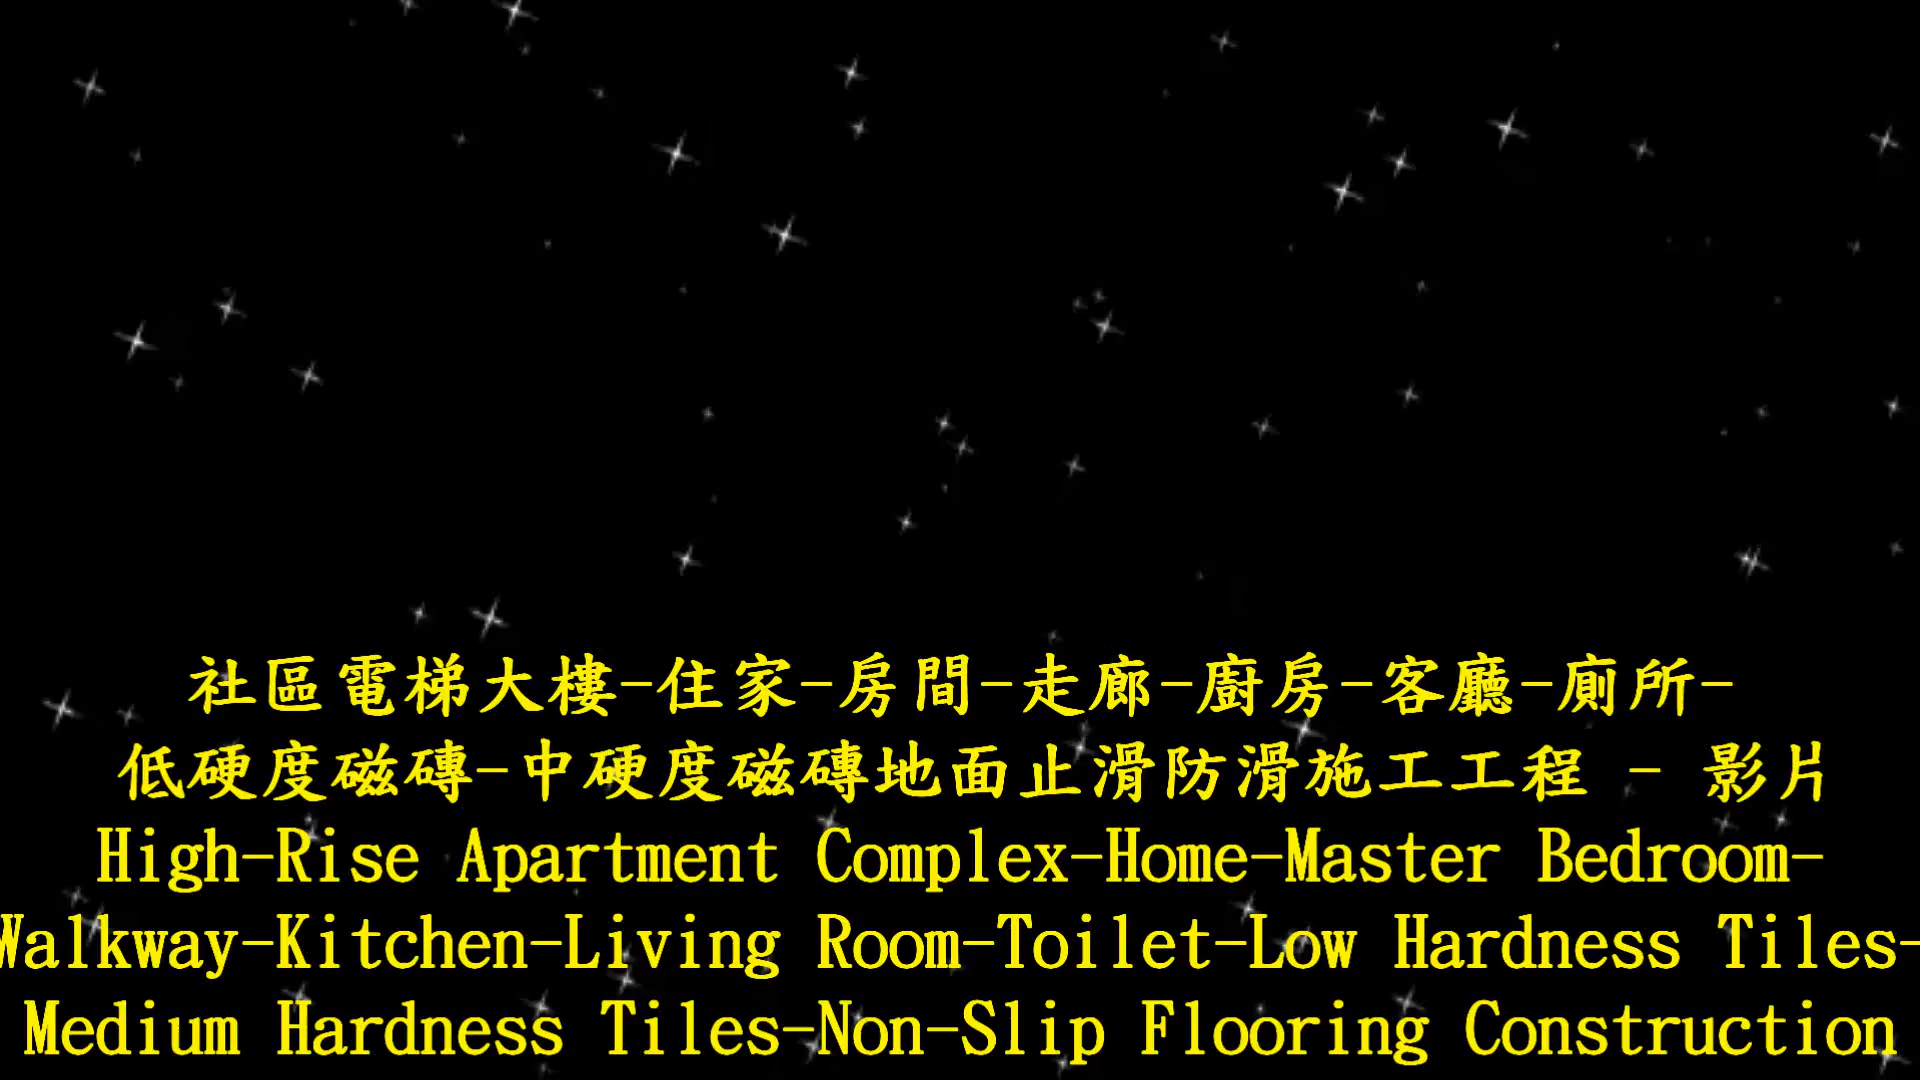 社區電梯大樓-住家-房間-走廊-廚房-客廳-廁所-
低硬度磁磚-中硬度磁磚地面止滑防滑施工工程 - 影片
High-Rise Apartment Complex-Home-Master Bedroom-
Walkway-Kitchen-Living Room-Toilet-Low Hardness Tiles-
Medium Hardness Tiles-Non-Slip Flooring Construction